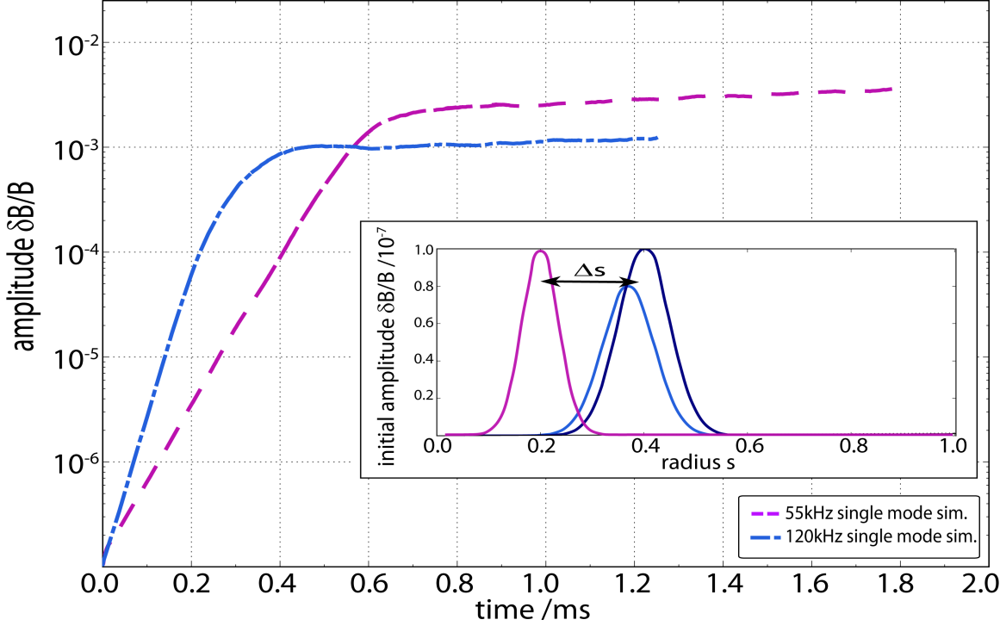 10-2
10-3
10-4
10-5
10-6
amplitude δB/B
0.0 0.2 0.4 0.6 0.8 1.0 1.2 1.4 1.6 1.8 2.0
time /ms
initial amplitude δB/B /10-7
1.0
0.8
0.6
0.4
0.2
Δs
0.0 0.2 0.4 0.6 0.8 1.0
radius s
55kHz single mode sim.
120kHz single mode sim.